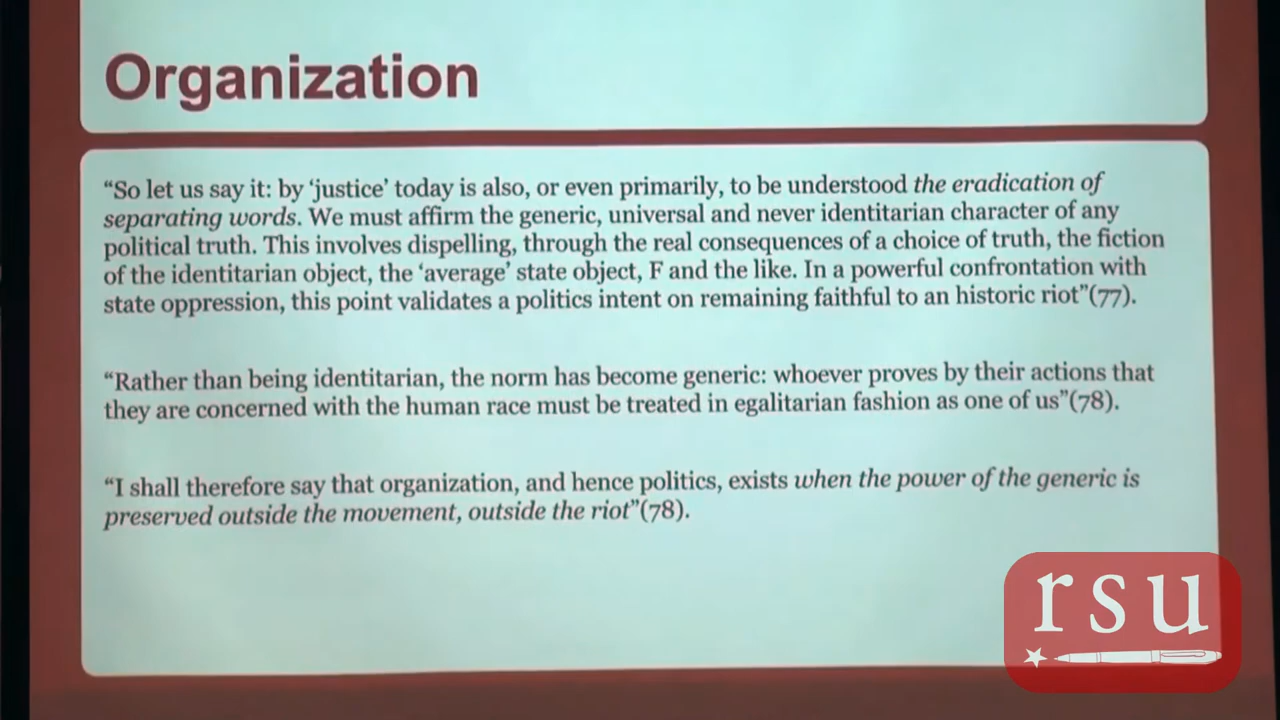 Organization
“So let us say it: by ‘justice’ today is also, or even primarily, to be understood the eradication of
separating words. We must affirm the generic, universal and never identitarian character of any
political truth. This involves dispelling, through the real consequences of a choice of truth, the fiction
of the identitarian object, the ‘average’ state object, F and the like. In a powerful confrontation with
state oppression, this point validates a politics intent on remaining faithful to an historic riot”(77).
“Rather than being identitarian, the norm has become generic: whoever proves by their actions that
they are concerned with the human race must be treated in egalitarian fashion as one of us”(78).
“I shall therefore say that organization, and hence politics, exists when the power of the generic is
preserved outside the movement, outside the riot”(78).
rsu